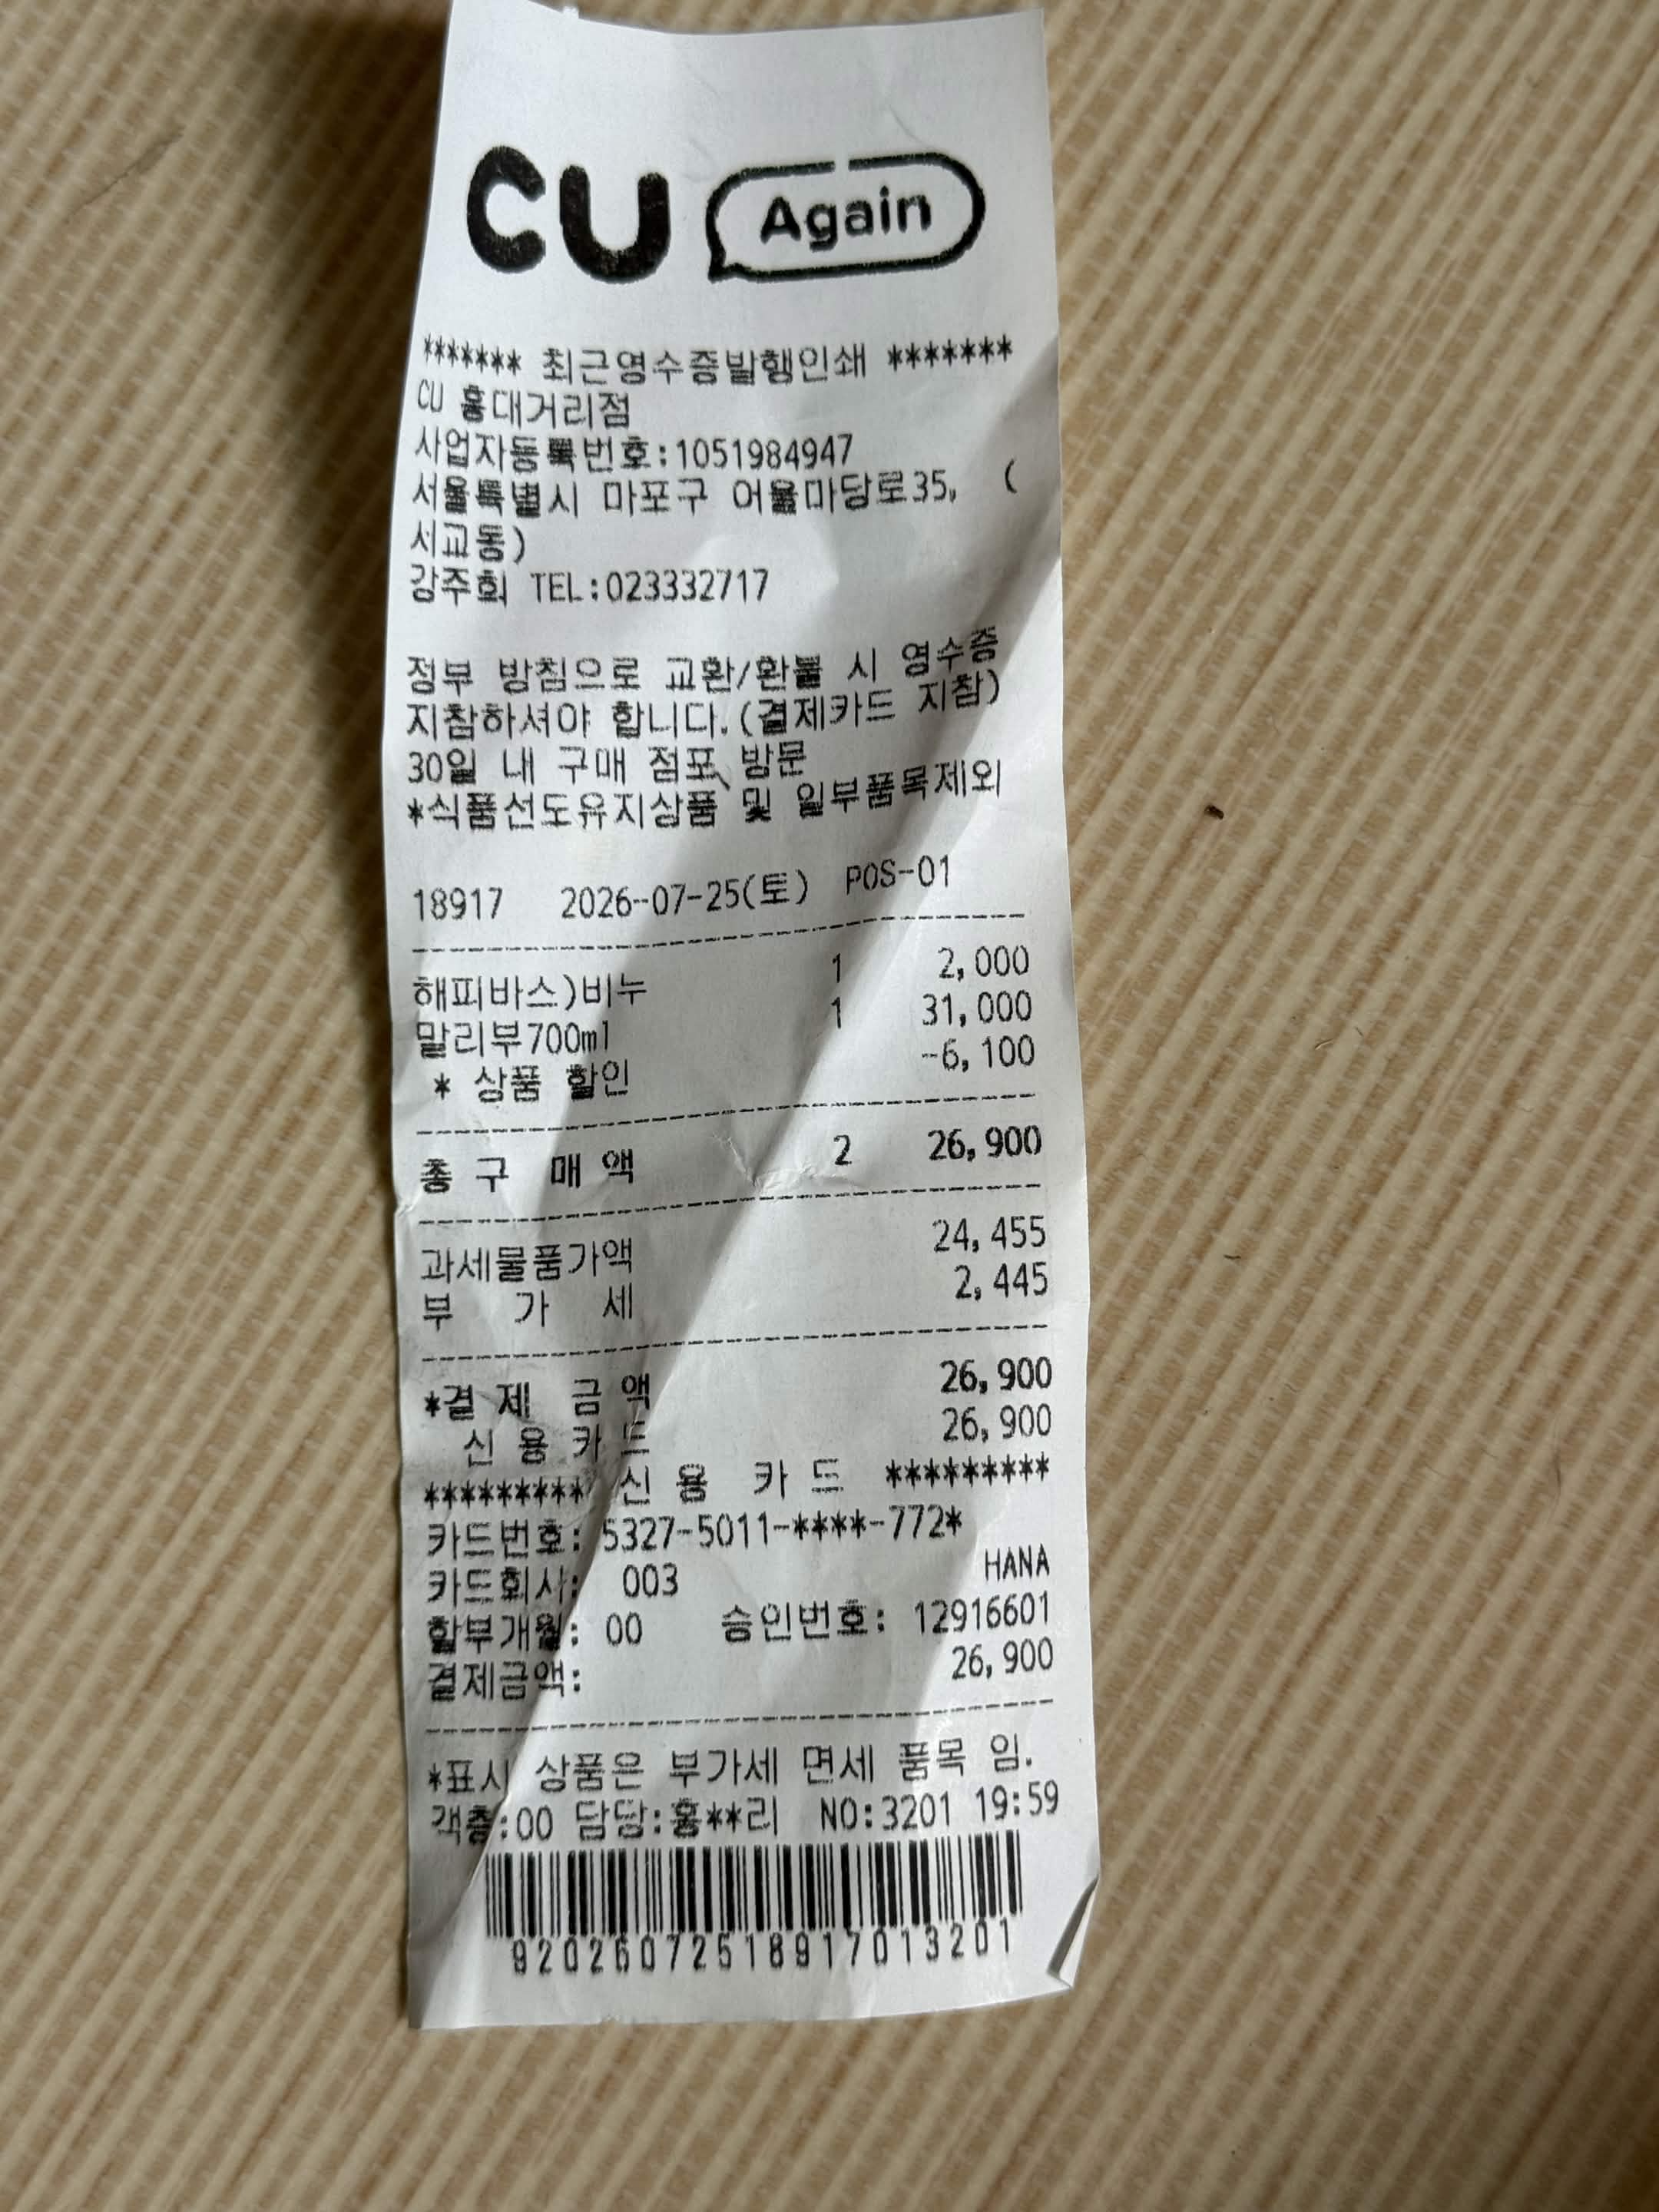 CU Again
******* 최근영수증발행인쇄 *******
CU 홍대거리점
사업자등록번호:1051984947
서울특별시 마포구 어울마당로35, (
서교동)
강주희 TEL:023332717
정부 방침으로 교환/환불 시 영수증
지참하셔야 합니다.(결제카드 지참)
30일 내 구매 점포 방문
*식품선도유지상품 및 일부품목제외
18917 2026-07-25(토) POS-01
해피바스)비누 1 2,000
말리부700ml 1 31,000
* 상품 할인 -6,100
총 구 매 액 2 26,900
과세물품가액 24,455
부 가 세 2,445
*결 제 금 액 26,900
신 용 카 드 26,900
********* 신 용 카 드 *********
카드번호: 5327-5011-****-772*
카드회사: 003 HANA
할부개월: 00 승인번호: 12916601
결제금액: 26,900
*표시 상품은 부가세 면세 품목 임.
객층:00 담당:홍**리 NO:3201 19:59
92026072518917013201